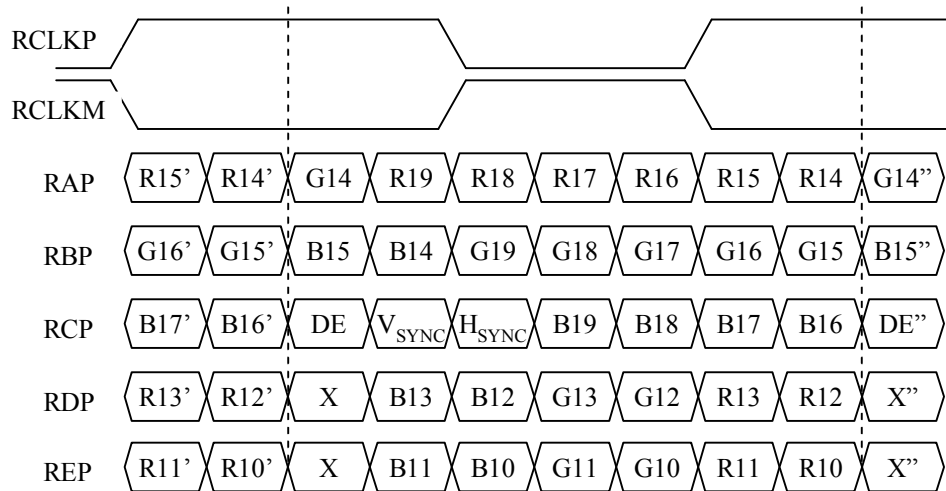 RCLKP
RCLKM
RAP R15’ R14’ G14 R19 R18 R17 R16 R15 R14 G14”
RBP G16’ G15’ B15 B14 G19 G18 G17 G16 G15 B15”
RCP B17’ B16’ DE VSYNC HSYNC B19 B18 B17 B16 DE”
RDP R13’ R12’ X B13 B12 G13 G12 R13 R12 X”
REP R11’ R10’ X B11 B10 G11 G10 R11 R10 X”